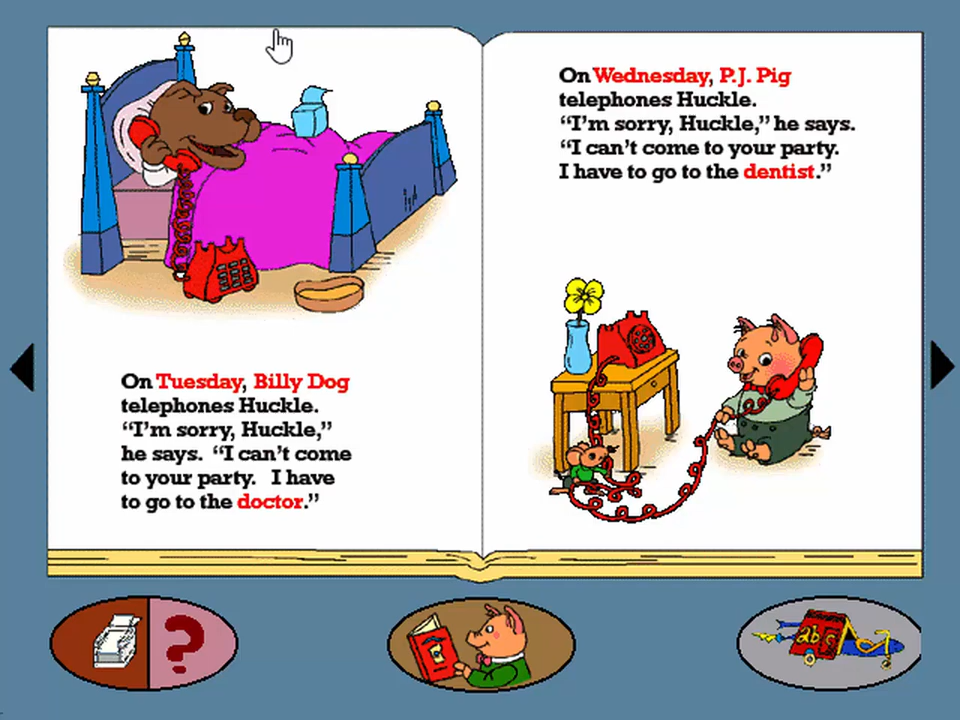 On Tuesday, Billy Dog
telephones Huckle.
“I’m sorry, Huckle,”
he says.  “I can’t come
to your party.   I have
to go to the doctor.”
On Wednesday, P.J. Pig
telephones Huckle.
“I’m sorry, Huckle,” he says.
“I can’t come to your party.
I have to go to the dentist.”
?
abc